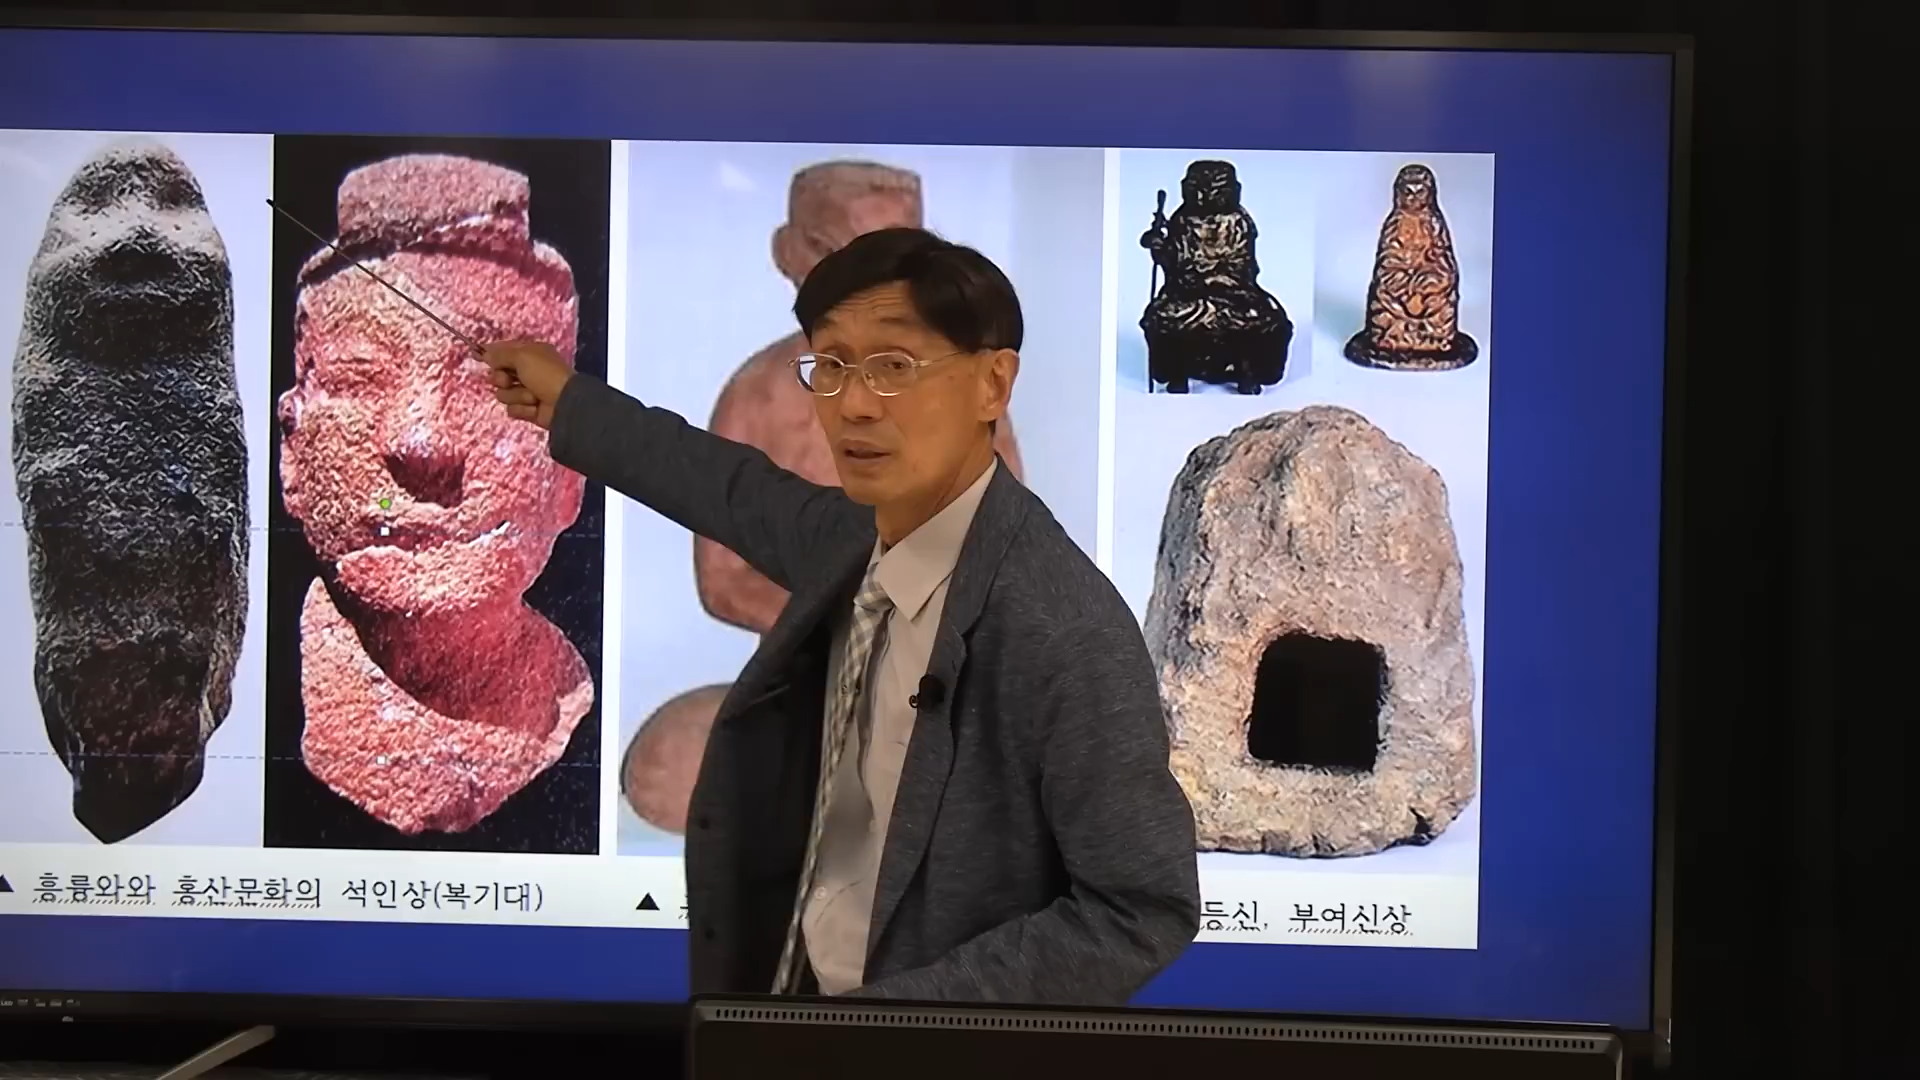 ▲ 흥륭와와 홍산문화의 석인상(복기대)
▲
등신, 부여신상